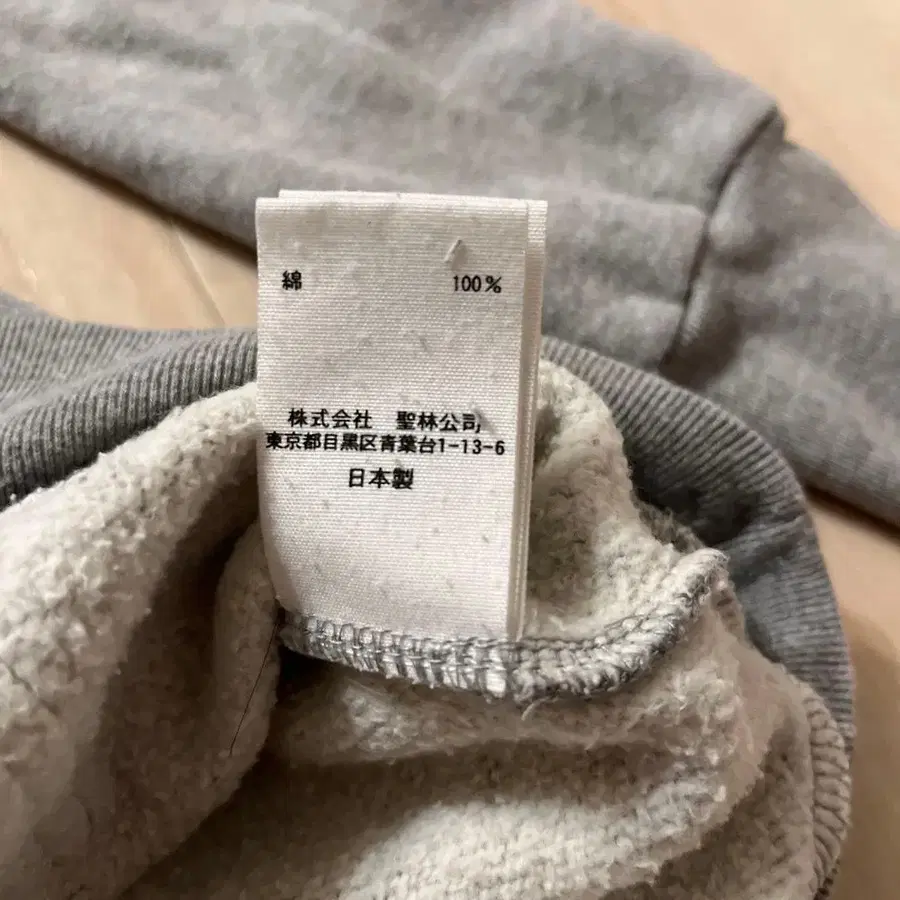 綿 100%
株式会社 聖林公司
東京都目黒区青葉台1-13-6
日本製